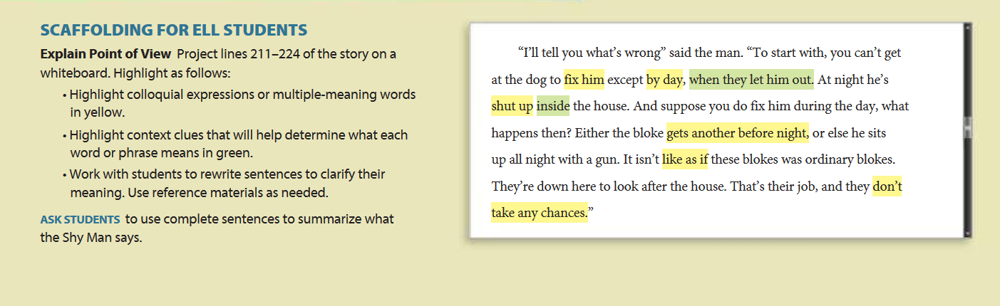 SCAFFOLDING FOR ELL STUDENTS
Explain Point of View Project lines 211–224 of the story on a
whiteboard. Highlight as follows:
• Highlight colloquial expressions or multiple-meaning words
in yellow.
• Highlight context clues that will help determine what each
word or phrase means in green.
• Work with students to rewrite sentences to clarify their
meaning. Use reference materials as needed.
ASK STUDENTS to use complete sentences to summarize what
the Shy Man says.
“I’ll tell you what’s wrong” said the man. “To start with, you can’t get
at the dog to fix him except by day, when they let him out. At night he’s
shut up inside the house. And suppose you do fix him during the day, what
happens then? Either the bloke gets another before night, or else he sits
up all night with a gun. It isn’t like as if these blokes was ordinary blokes.
They’re down here to look after the house. That’s their job, and they don’t
take any chances.”